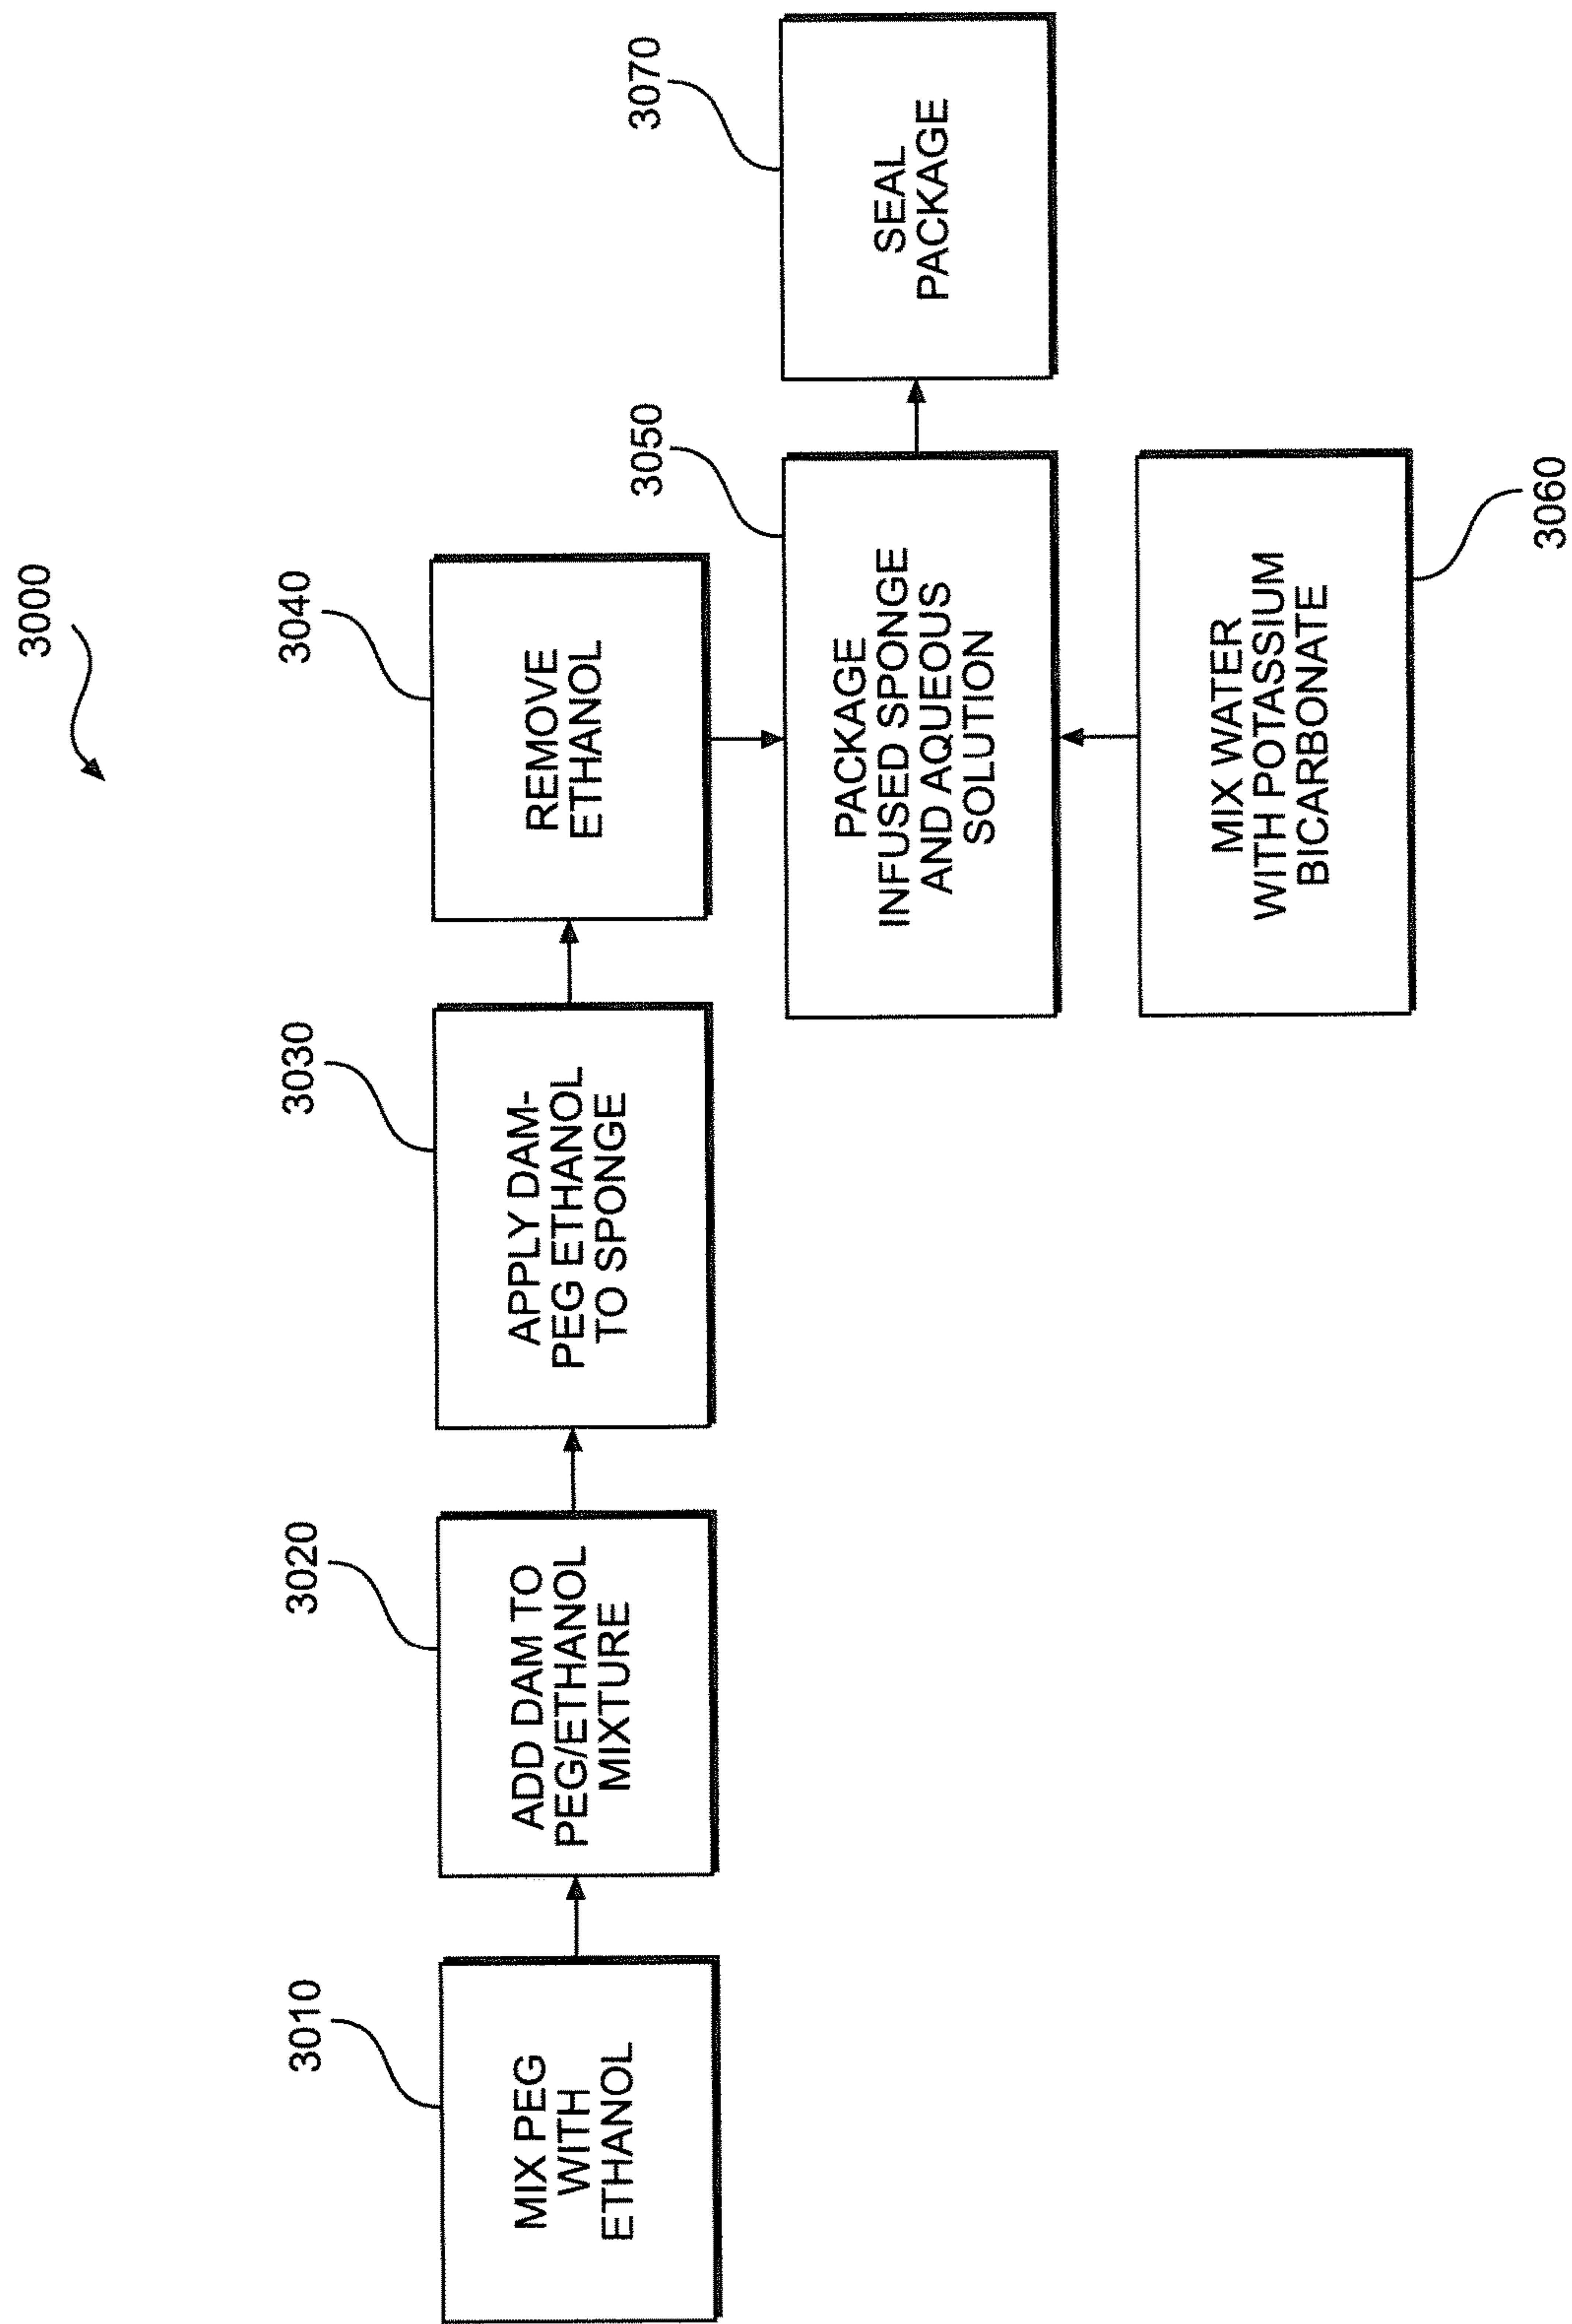 3000
3010
MIX PEG
WITH
ETHANOL
3020
ADD DAM TO
PEG/ETHANOL
MIXTURE
3030
APPLY DAM-
PEG ETHANOL
TO SPONGE
3040
REMOVE
ETHANOL
3050
PACKAGE
INFUSED SPONGE
AND AQUEOUS
SOLUTION
3060
MIX WATER
WITH POTASSIUM
BICARBONATE
3070
SEAL
PACKAGE